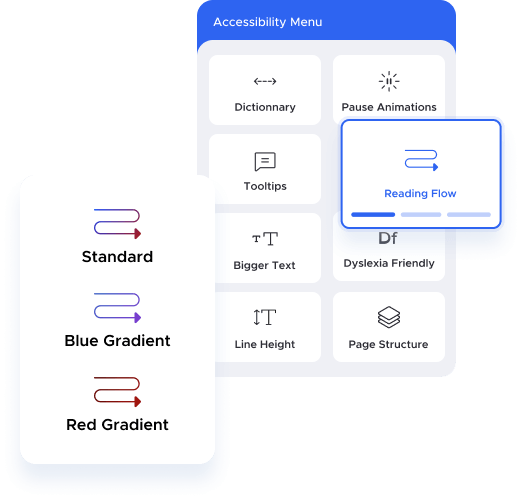 Accessibility Menu
Dictionnary
Pause Animations
Tooltips
Reading Flow
Bigger Text
Df
Dyslexia Friendly
Line Height
Page Structure
Standard
Blue Gradient
Red Gradient